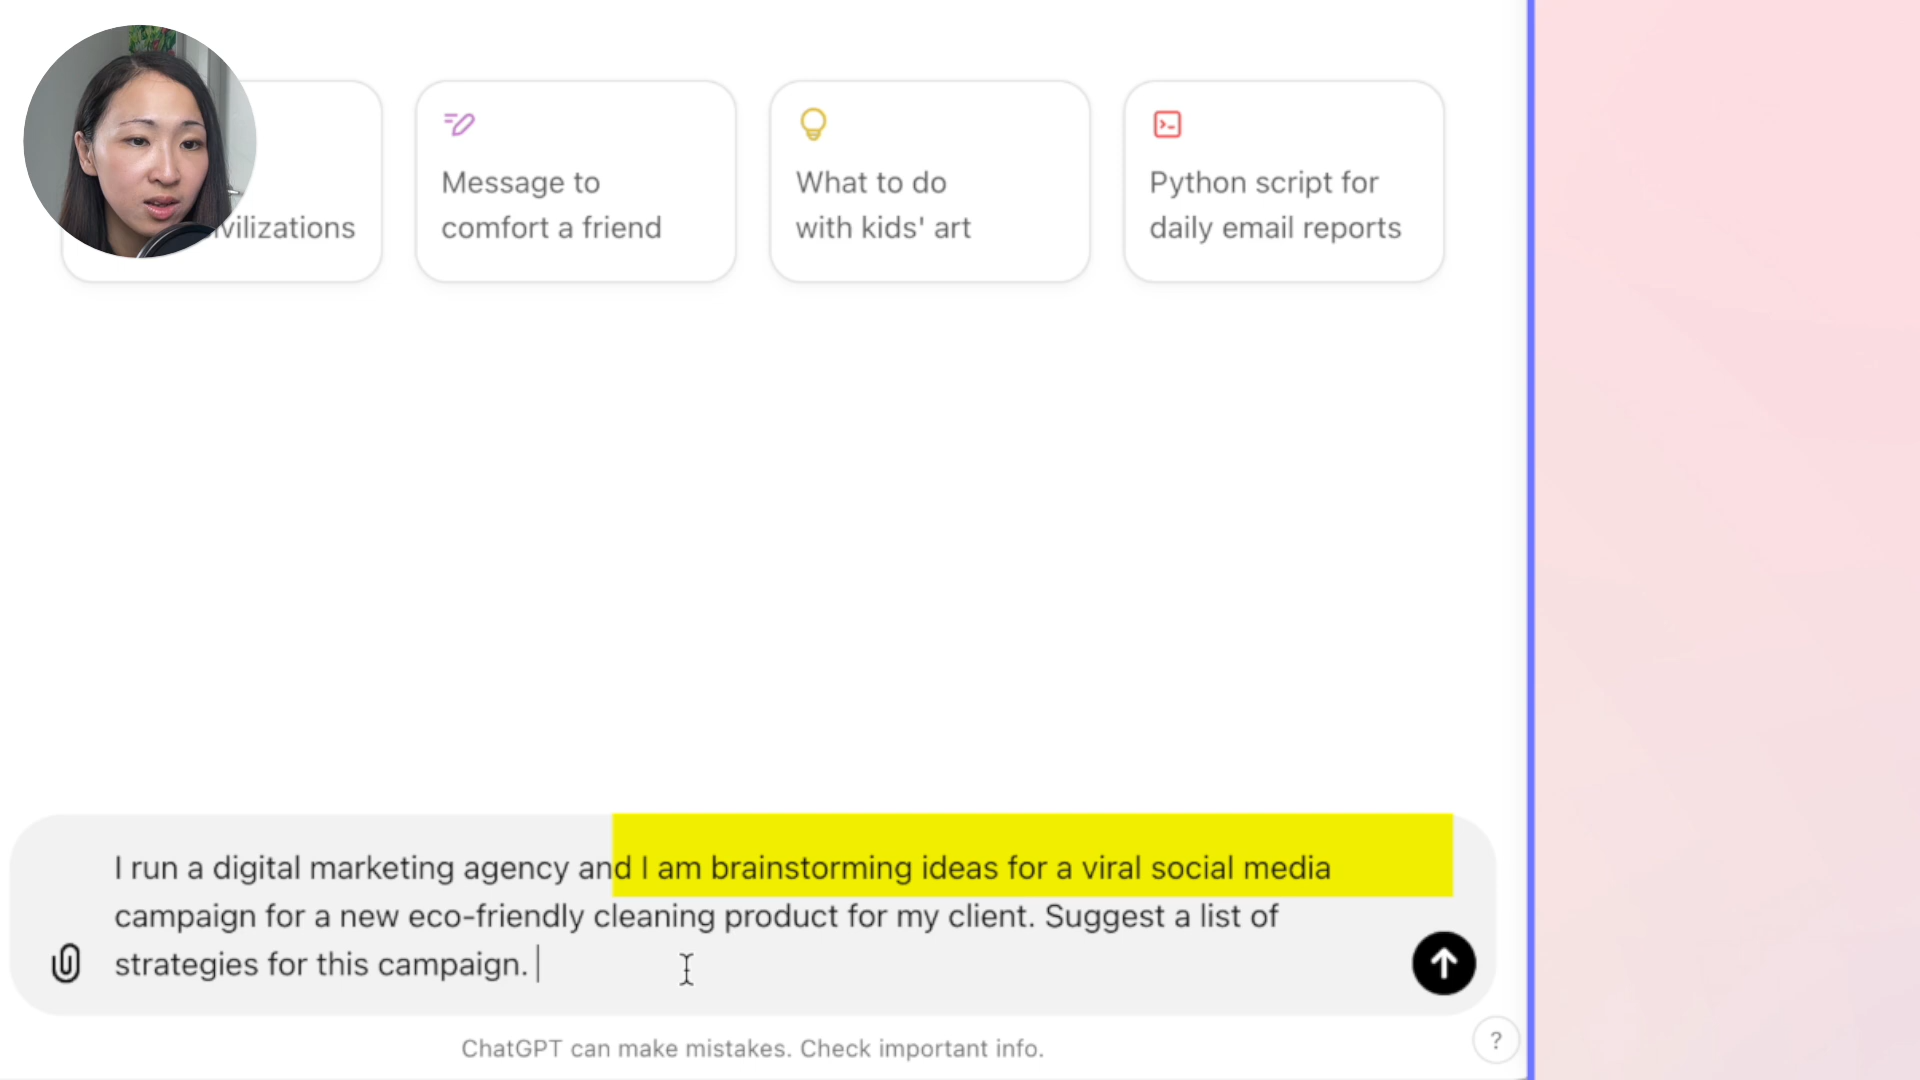 vilizations
Message to
comfort a friend
What to do
with kids' art
Python script for
daily email reports
I run a digital marketing agency and I am brainstorming ideas for a viral social media
campaign for a new eco-friendly cleaning product for my client. Suggest a list of
strategies for this campaign.
ChatGPT can make mistakes. Check important info.
?